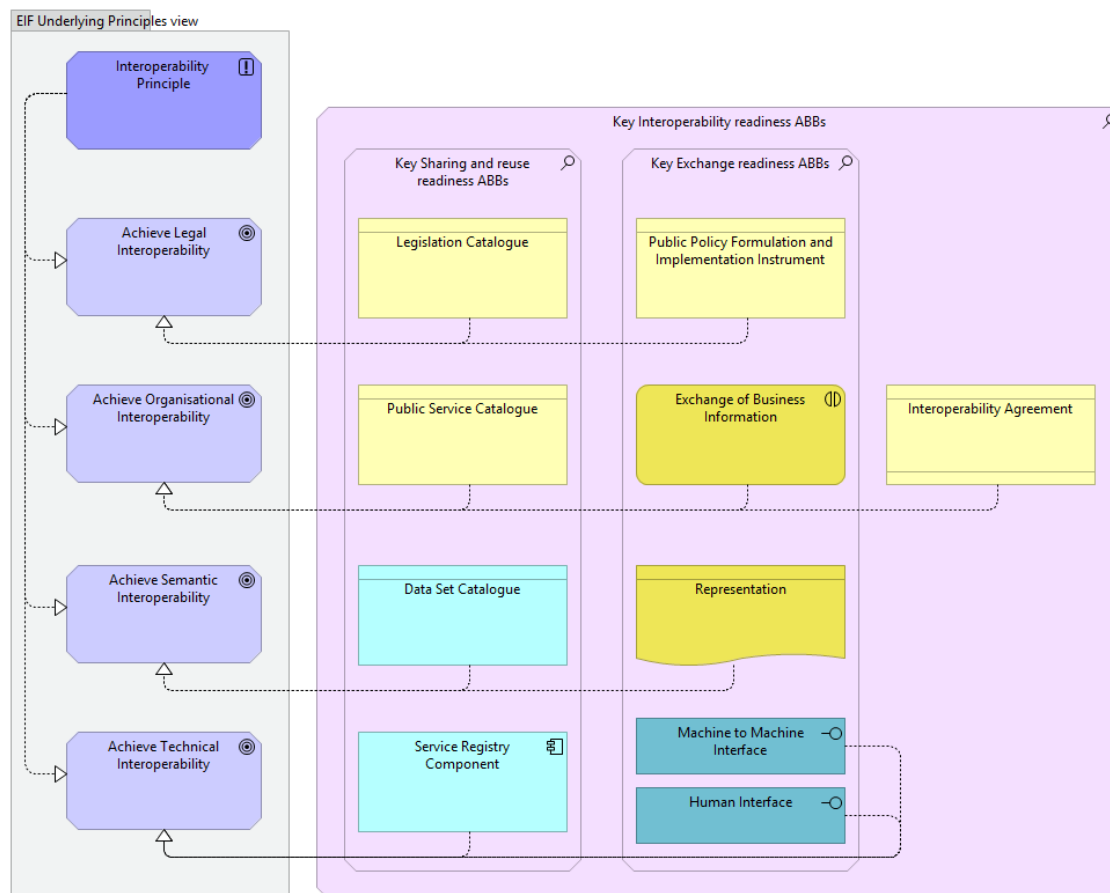 EIF Underlying Principles view
Interoperability
Principle
Key Interoperability readiness ABBs
Key Sharing and reuse
readiness ABBs
Key Exchange readiness ABBs
Achieve Legal
Interoperability
Legislation Catalogue
Public Policy Formulation and
Implementation Instrument
Achieve Organisational
Interoperability
Public Service Catalogue
Exchange of Business
Information
Interoperability Agreement
Achieve Semantic
Interoperability
Data Set Catalogue
Representation
Achieve Technical
Interoperability
Service Registry
Component
Machine to Machine
Interface
Human Interface